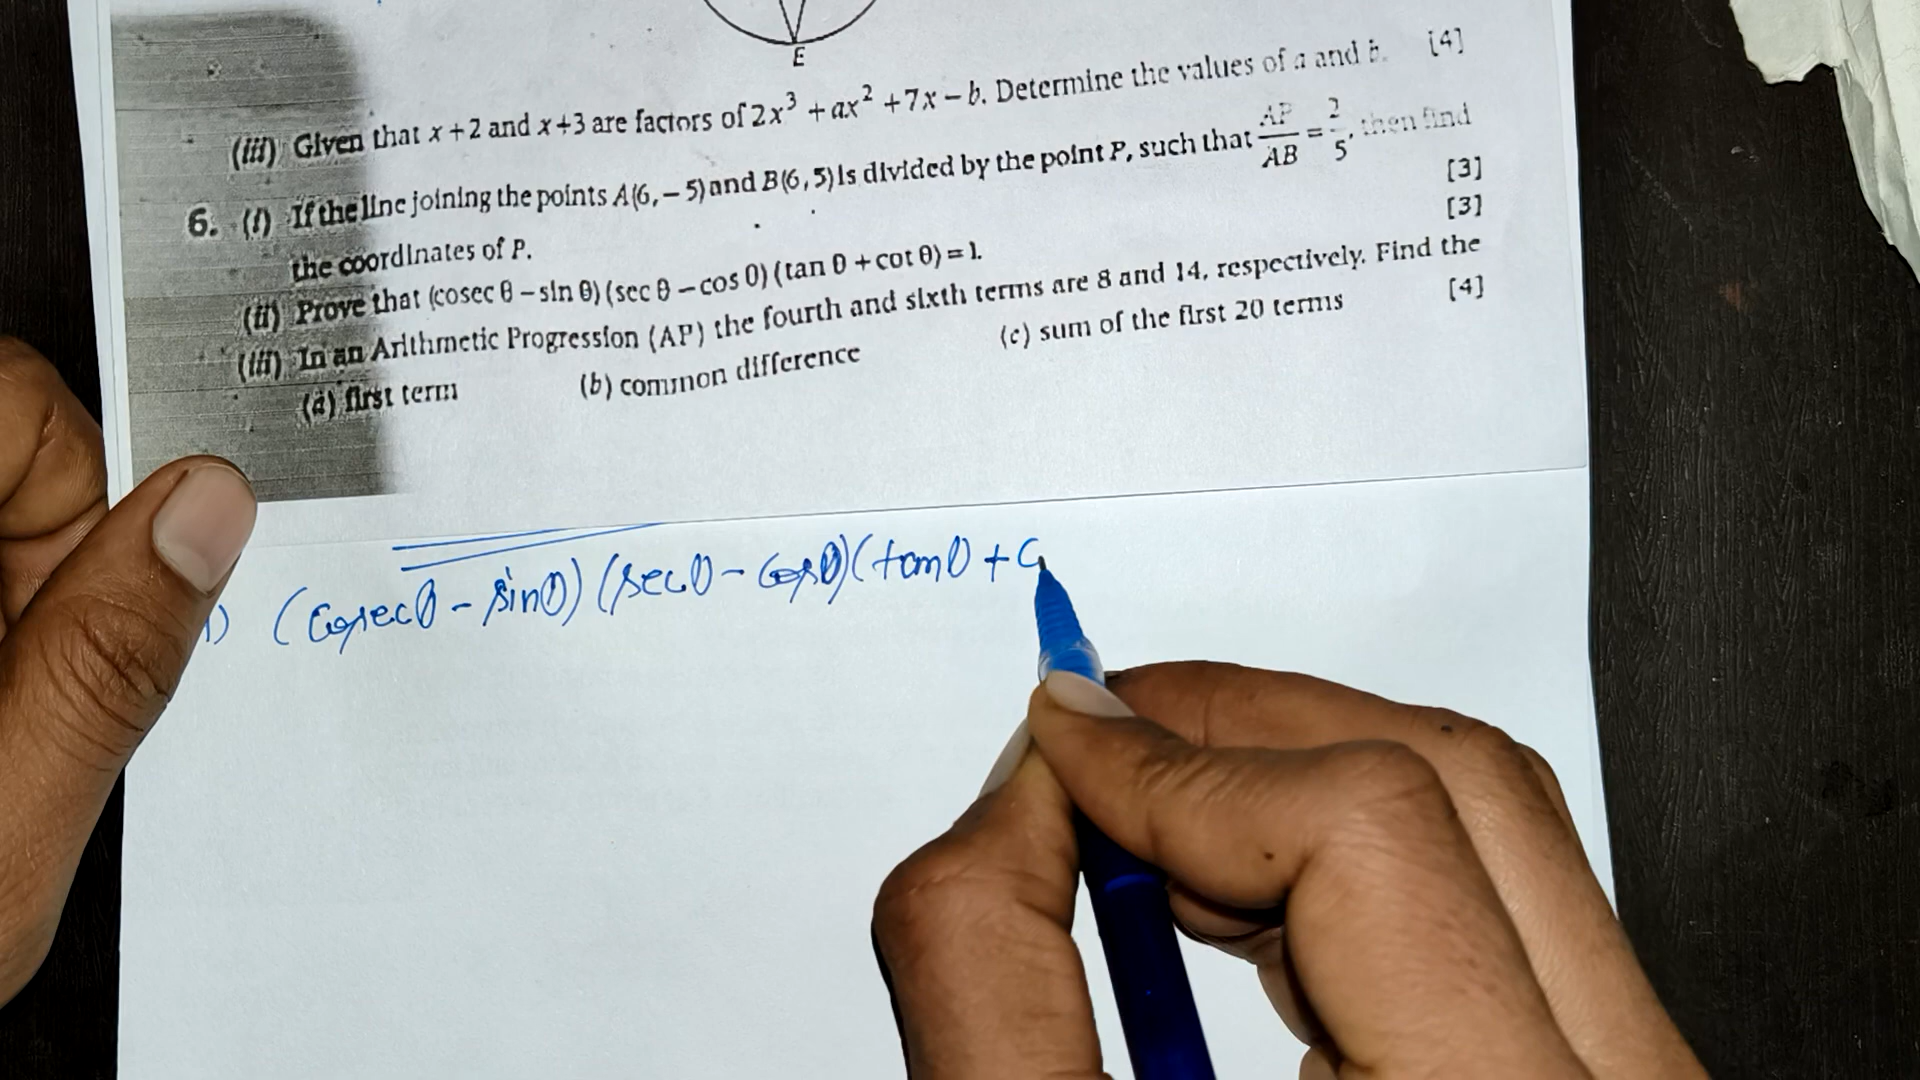 E
(iii) Given that x + 2 and x + 3 are factors of 2x³ + ax² + 7x − b. Determine the values of a and b. [4]
6. (i) If the line joining the points A(6, − 5) and B(6, 5) is divided by the point P, such that AP/AB = 2/5, then find
the coordinates of P. [3]
(ii) Prove that (cosec θ − sin θ) (sec θ − cos θ) (tan θ + cot θ) = 1. [3]
(iii) In an Arithmetic Progression (AP) the fourth and sixth terms are 8 and 14, respectively. Find the
(a) first term (b) common difference (c) sum of the first 20 terms [4]
(cosecθ - sinθ) (secθ - cosθ) (tanθ + c